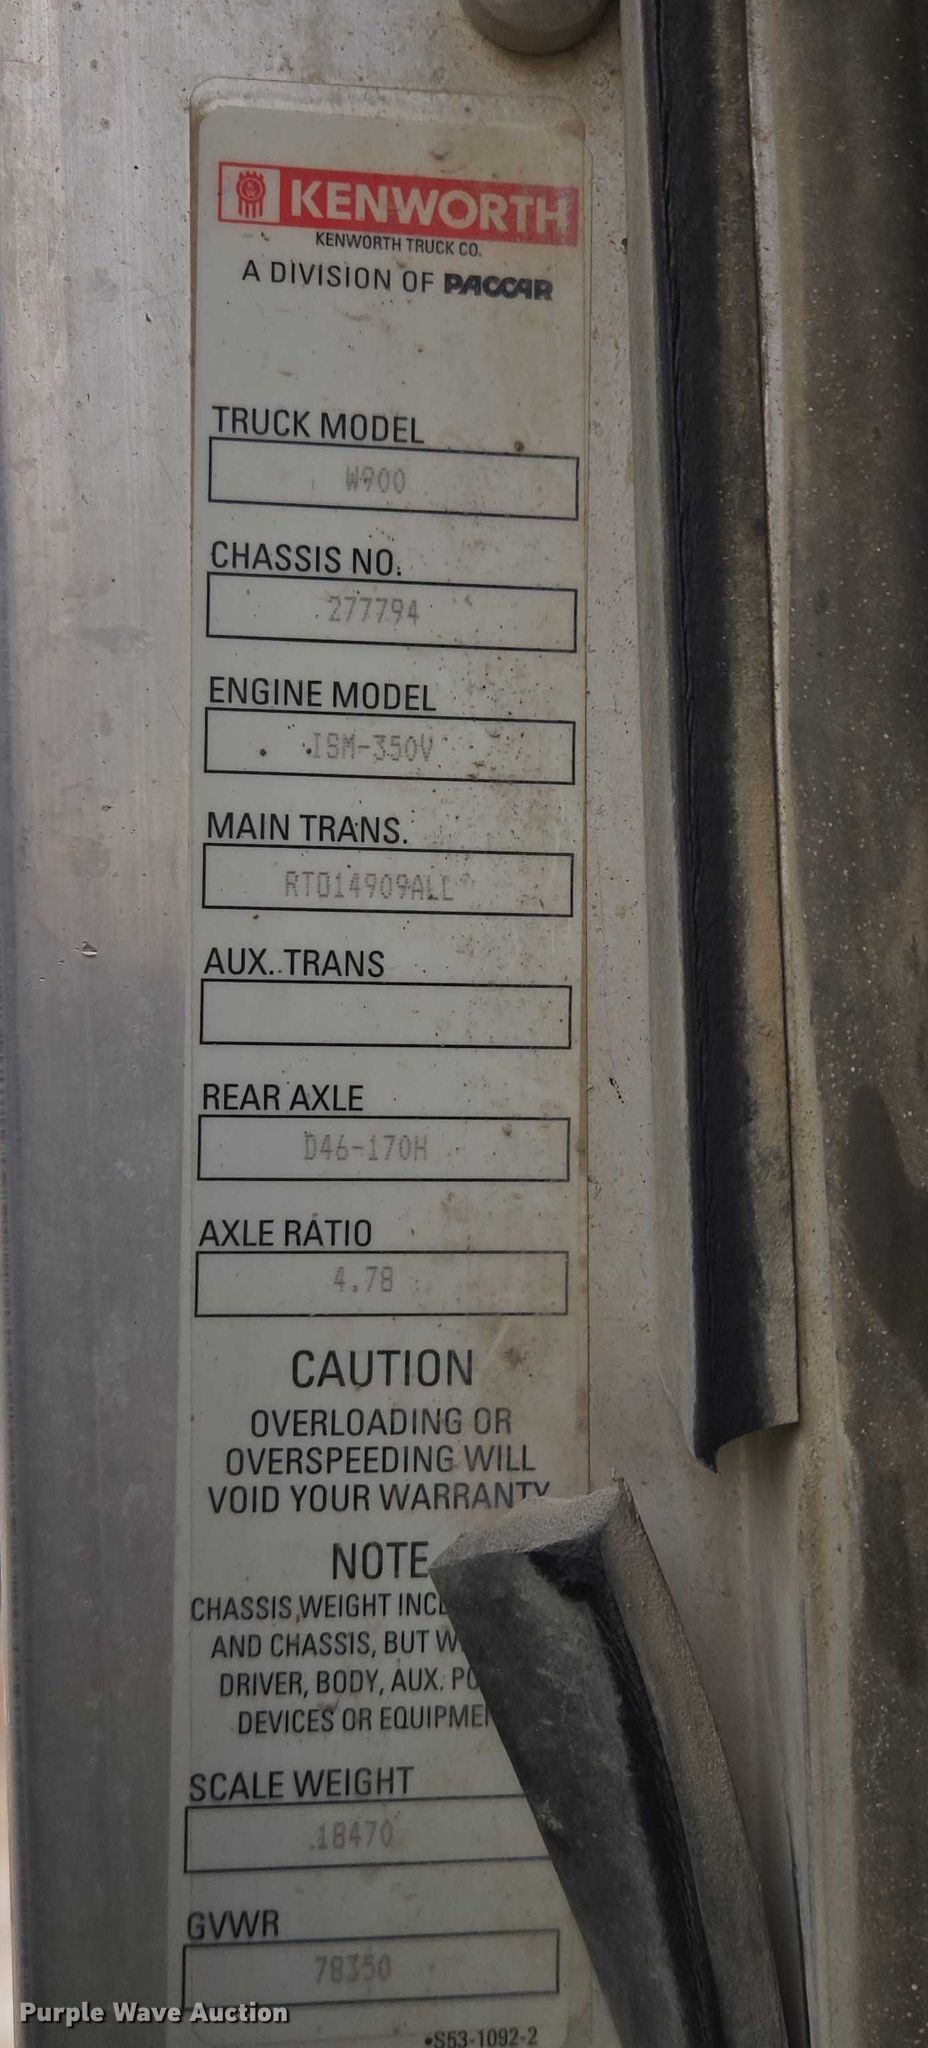 KW KENWORTH
KENWORTH TRUCK CO.
A DIVISION OF PACCAR
TRUCK MODEL
W900
CHASSIS NO.
277794
ENGINE MODEL
ISM-350V
MAIN TRANS.
RTO14909ALL
AUX. TRANS
REAR AXLE
D46-170H
AXLE RATIO
4.78
CAUTION
OVERLOADING OR
OVERSPEEDING WILL
VOID YOUR WARRANTY
NOTE
CHASSIS WEIGHT INCL
AND CHASSIS, BUT W
DRIVER, BODY, AUX. PO
DEVICES OR EQUIPMEN
SCALE WEIGHT
18470
GVWR
78350
Purple Wave Auction
•S53-1092-2